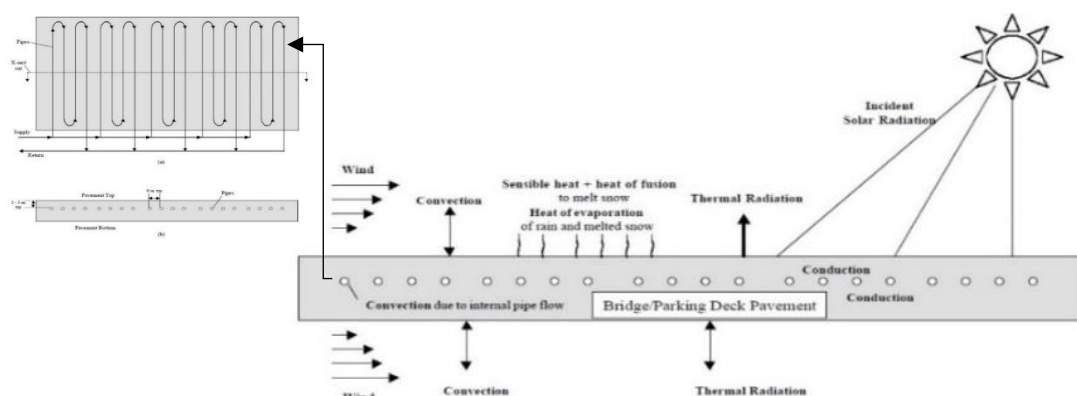 Pipes
X-sect
cut
Supply
Return
(a)
Pavement Top
Pipes
Pavement Bottom
(b)
Incident
Solar Radiation
Wind
Convection
Sensible heat + heat of fusion
to melt snow
Heat of evaporation
of rain and melted snow
Thermal Radiation
Conduction
Convection due to internal pipe flow
Bridge/Parking Deck Pavement
Conduction
Convection
Thermal Radiation
Wind